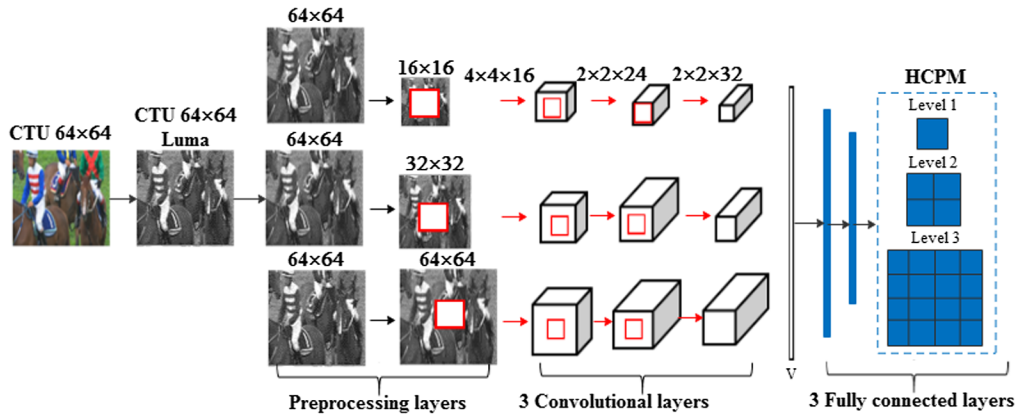 CTU 64×64
CTU 64×64
Luma
64×64
16×16
4×4×16
2×2×24
2×2×32
64×64
32×32
64×64
64×64
Preprocessing layers
3 Convolutional layers
V
HCPM
Level 1
Level 2
Level 3
3 Fully connected layers